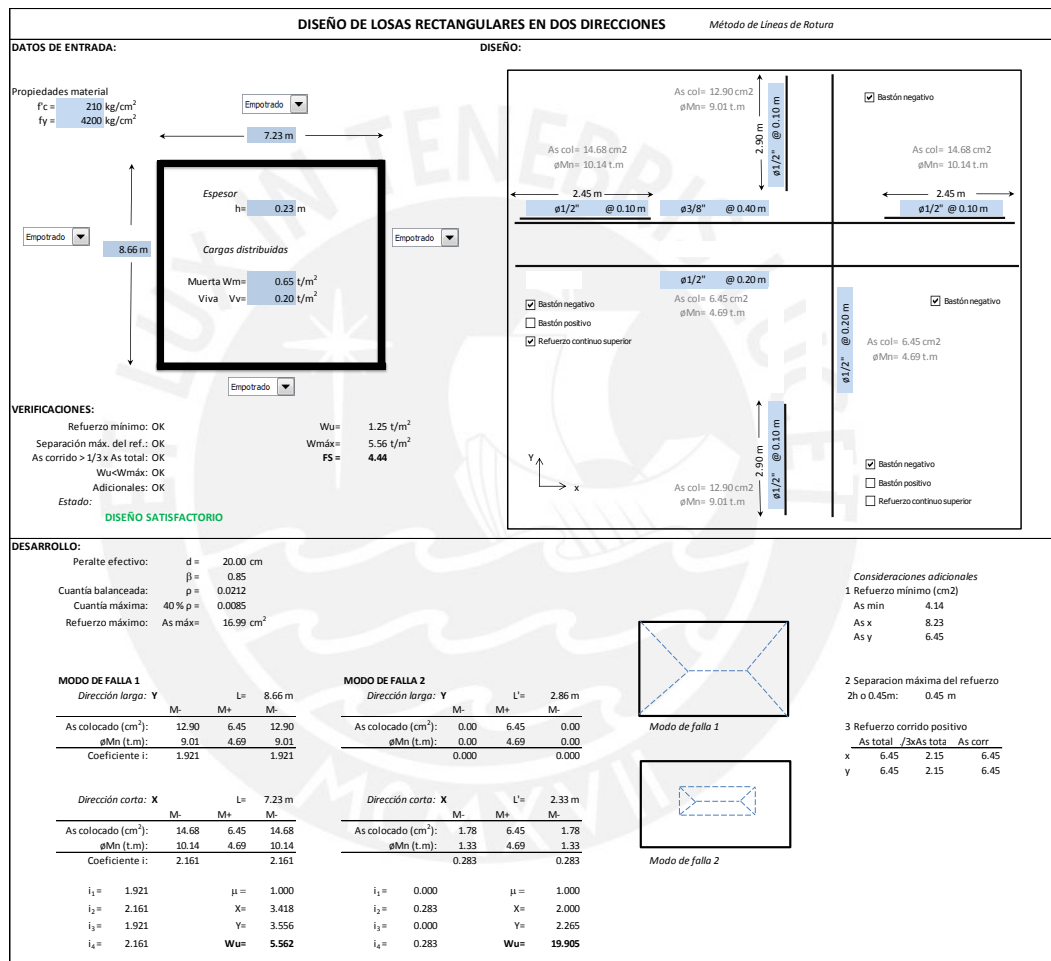 DISEÑO DE LOSAS RECTANGULARES EN DOS DIRECCIONES Método de Líneas de Rotura
DATOS DE ENTRADA:
Propiedades material
f'c = 210 kg/cm²
fy = 4200 kg/cm²
Empotrado
7.23 m
Empotrado
8.66 m
Espesor
h= 0.23 m
Cargas distribuidas
Muerta Wm= 0.65 t/m²
Viva Vv= 0.20 t/m²
Empotrado
Empotrado
DISEÑO:
As col= 12.90 cm2
øMn= 9.01 t.m
2.90 m
ø1/2" @ 0.10 m
Bastón negativo
As col= 14.68 cm2
øMn= 10.14 t.m
2.45 m
ø1/2" @ 0.10 m
ø3/8" @ 0.40 m
As col= 14.68 cm2
øMn= 10.14 t.m
2.45 m
ø1/2" @ 0.10 m
ø1/2" @ 0.20 m
As col= 6.45 cm2
øMn= 4.69 t.m
Bastón negativo
Bastón positivo
Refuerzo continuo superior
ø1/2" @ 0.20 m
Bastón negativo
As col= 6.45 cm2
øMn= 4.69 t.m
2.90 m
ø1/2" @ 0.10 m
Y
x
As col= 12.90 cm2
øMn= 9.01 t.m
Bastón negativo
Bastón positivo
Refuerzo continuo superior
VERIFICACIONES:
Refuerzo mínimo: OK
Separación máx. del ref.: OK
As corrido > 1/3 x As total: OK
Wu<Wmáx: OK
Adicionales: OK
Estado:
DISEÑO SATISFACTORIO
Wu= 1.25 t/m²
Wmáx= 5.56 t/m²
FS = 4.44
DESARROLLO:
Peralte efectivo: d = 20.00 cm
β = 0.85
Cuantía balanceada: ρ = 0.0212
Cuantía máxima: 40 % ρ = 0.0085
Refuerzo máximo: As máx= 16.99 cm²
MODO DE FALLA 1
Dirección larga: Y L= 8.66 m
M- M+ M-
As colocado (cm²): 12.90 6.45 12.90
øMn (t.m): 9.01 4.69 9.01
Coeficiente i: 1.921 1.921
Dirección corta: X L= 7.23 m
M- M+ M-
As colocado (cm²): 14.68 6.45 14.68
øMn (t.m): 10.14 4.69 10.14
Coeficiente i: 2.161 2.161
i₁ = 1.921 μ = 1.000
i₂ = 2.161 X= 3.418
i₃ = 1.921 Y= 3.556
i₄ = 2.161 Wu= 5.562
MODO DE FALLA 2
Dirección larga: Y L'= 2.86 m
M- M+ M-
As colocado (cm²): 0.00 6.45 0.00
øMn (t.m): 0.00 4.69 0.00
0.000 0.000
Dirección corta: X L'= 2.33 m
M- M+ M-
As colocado (cm²): 1.78 6.45 1.78
øMn (t.m): 1.33 4.69 1.33
0.283 0.283
i₁ = 0.000 μ = 1.000
i₂ = 0.283 X= 2.000
i₃ = 0.000 Y= 2.265
i₄ = 0.283 Wu= 19.905
Modo de falla 1
Modo de falla 2
Consideraciones adicionales
1 Refuerzo mínimo (cm2)
As min 4.14
As x 8.23
As y 6.45
2 Separacion máxima del refuerzo
2h o 0.45m: 0.45 m
3 Refuerzo corrido positivo
As total ./3xAs tota As corr
x 6.45 2.15 6.45
y 6.45 2.15 6.45